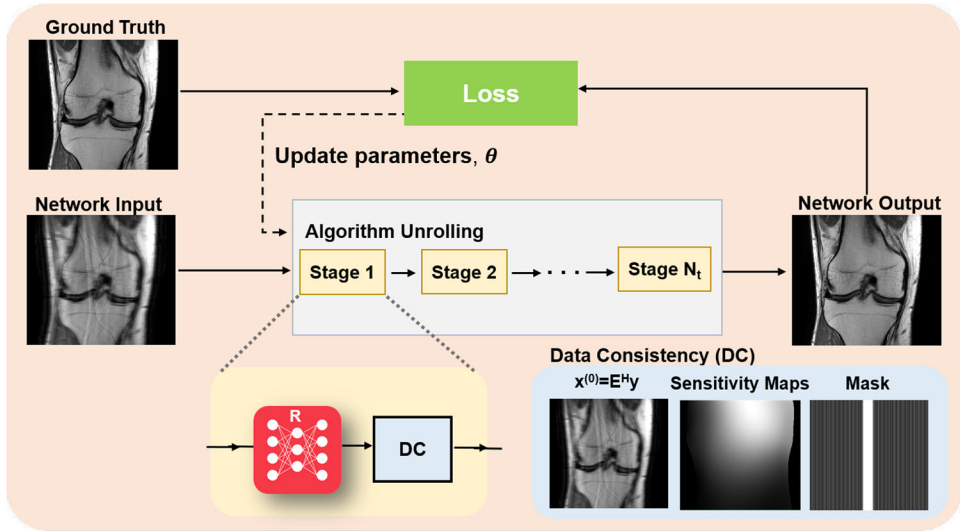 Ground Truth
Loss
Update parameters, θ
Network Input
Network Output
Algorithm Unrolling
Stage 1
Stage 2
· · ·
Stage Nₜ
Data Consistency (DC)
x⁽⁰⁾=Eᴴy
Sensitivity Maps
Mask
R
DC